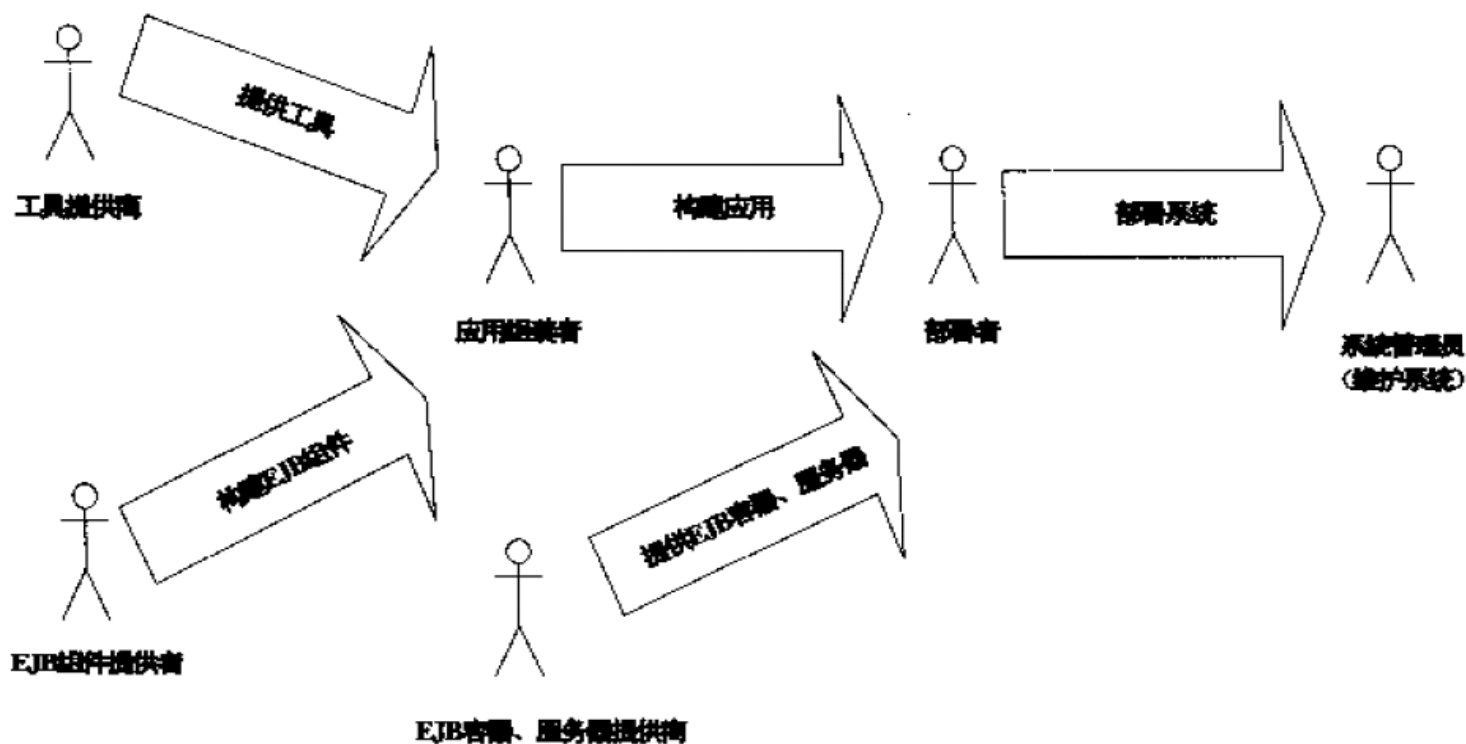 提供工具
工具提供商
构建应用
部署系统
应用组装者
部署者
系统管理员
（维护系统）
构建EJB组件
提供EJB容器、服务器
EJB组件提供者
EJB容器、服务器提供商